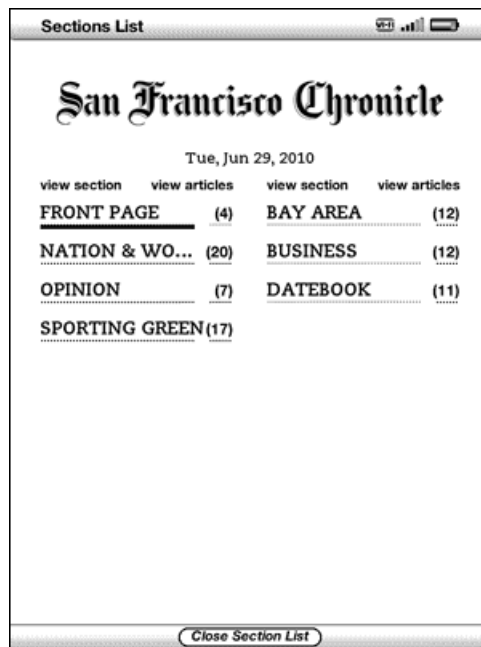 Sections List
WI-FI
San Francisco Chronicle
Tue, Jun 29, 2010
view section view articles view section view articles
FRONT PAGE (4) BAY AREA (12)
NATION & WO... (20) BUSINESS (12)
OPINION (7) DATEBOOK (11)
SPORTING GREEN (17)
Close Section List